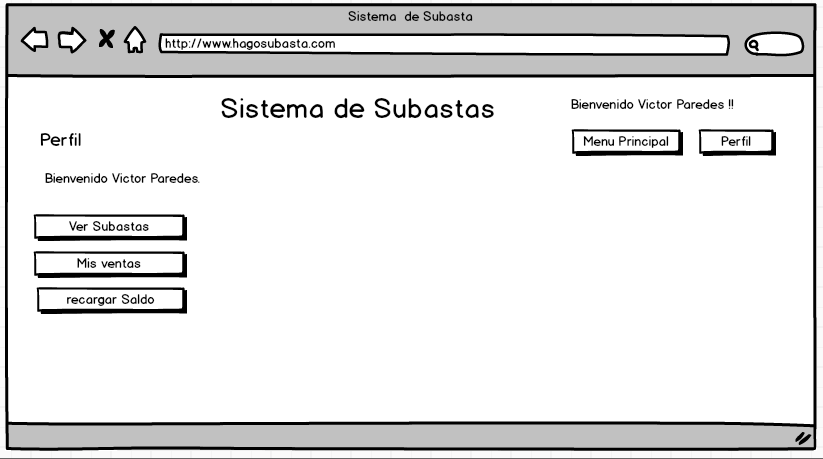 Sistema de Subasta
http://www.hagosubasta.com
Sistema de Subastas
Bienvenido Victor Paredes !!
Menu Principal
Perfil
Perfil
Bienvenido Victor Paredes.
Ver Subastas
Mis ventas
recargar Saldo